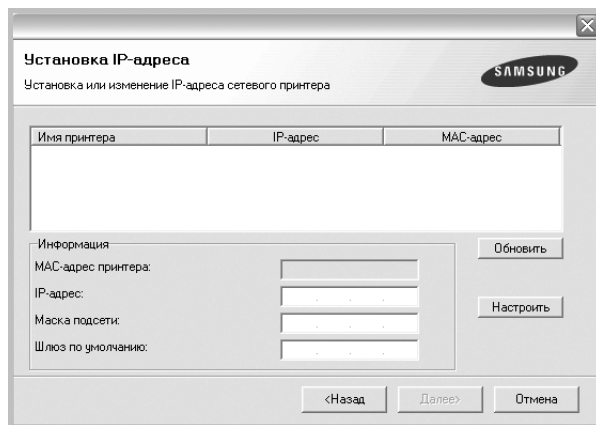 Установка IP-адреса
Установка или изменение IP-адреса сетевого принтера
SAMSUNG
Имя принтера IP-адрес MAC-адрес
Информация
MAC-адрес принтера:
IP-адрес:
Маска подсети:
Шлюз по умолчанию:
Обновить
Настроить
<Назад Далее> Отмена